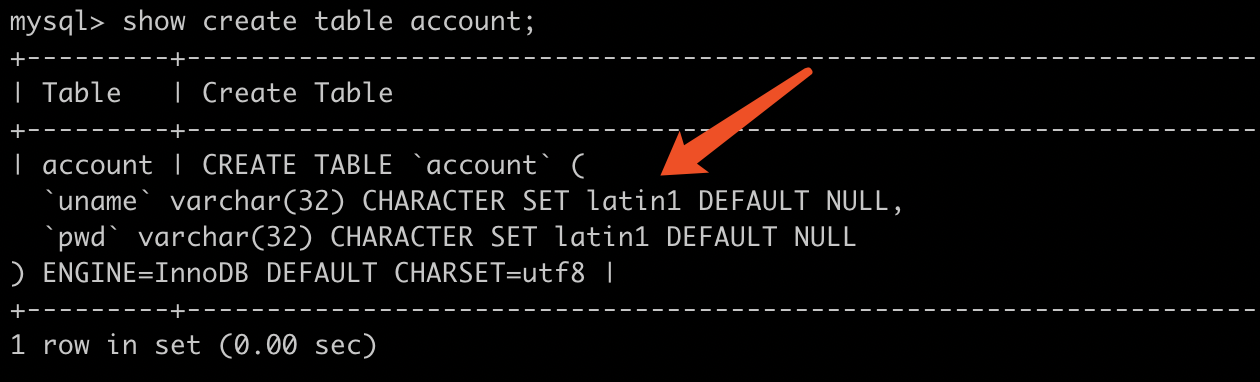 mysql> show create table account;
+---------+-------------------------------------------------------------------
| Table   | Create Table
+---------+-------------------------------------------------------------------
| account | CREATE TABLE `account` (
  `uname` varchar(32) CHARACTER SET latin1 DEFAULT NULL,
  `pwd` varchar(32) CHARACTER SET latin1 DEFAULT NULL
) ENGINE=InnoDB DEFAULT CHARSET=utf8 |
+---------+-------------------------------------------------------------------
1 row in set (0.00 sec)